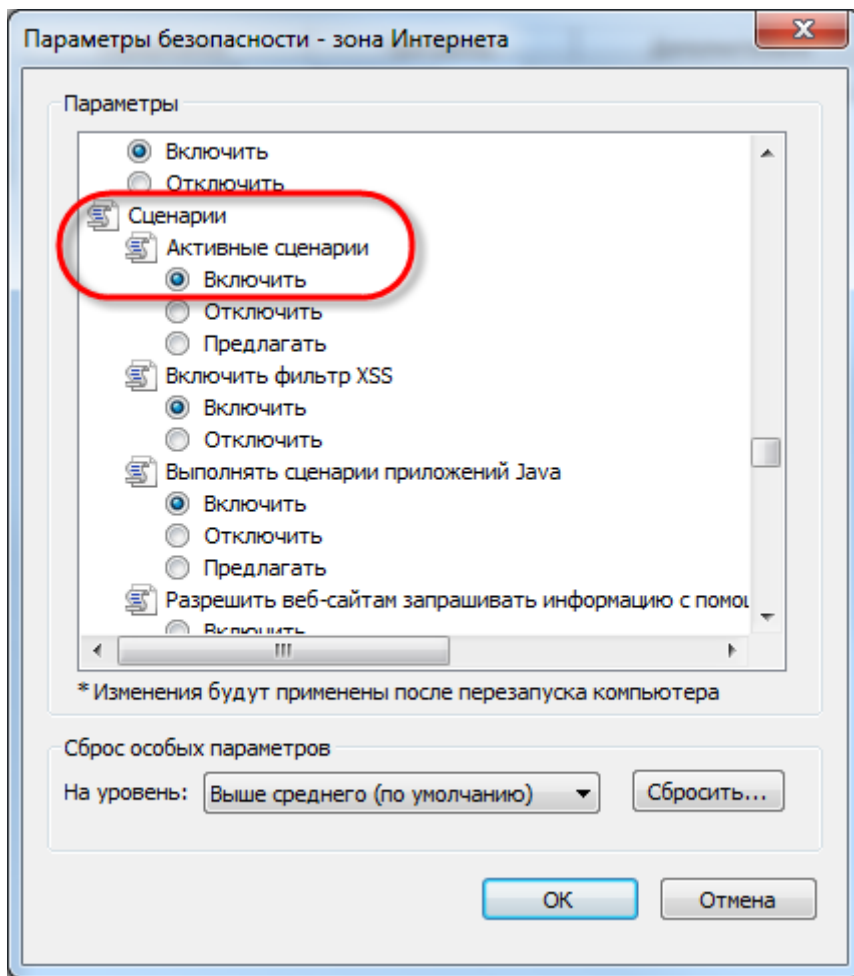 Параметры безопасности - зона Интернета
Параметры
Включить
Отключить
Сценарии
Активные сценарии
Включить
Отключить
Предлагать
Включить фильтр XSS
Включить
Отключить
Выполнять сценарии приложений Java
Включить
Отключить
Предлагать
Разрешить веб-сайтам запрашивать информацию с помощ
Включить
* Изменения будут применены после перезапуска компьютера
Сброс особых параметров
На уровень: Выше среднего (по умолчанию) Сбросить...
ОК Отмена